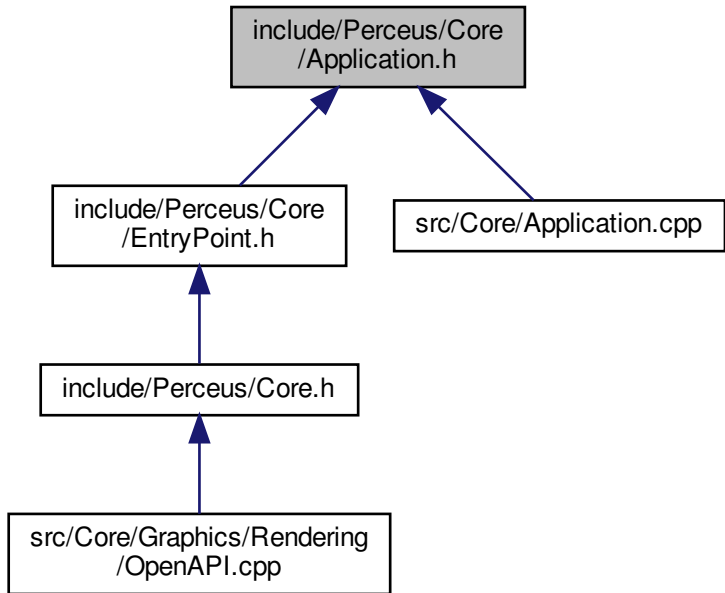 include/Perceus/Core
/Application.h
include/Perceus/Core
/EntryPoint.h
src/Core/Application.cpp
include/Perceus/Core.h
src/Core/Graphics/Rendering
/OpenAPI.cpp